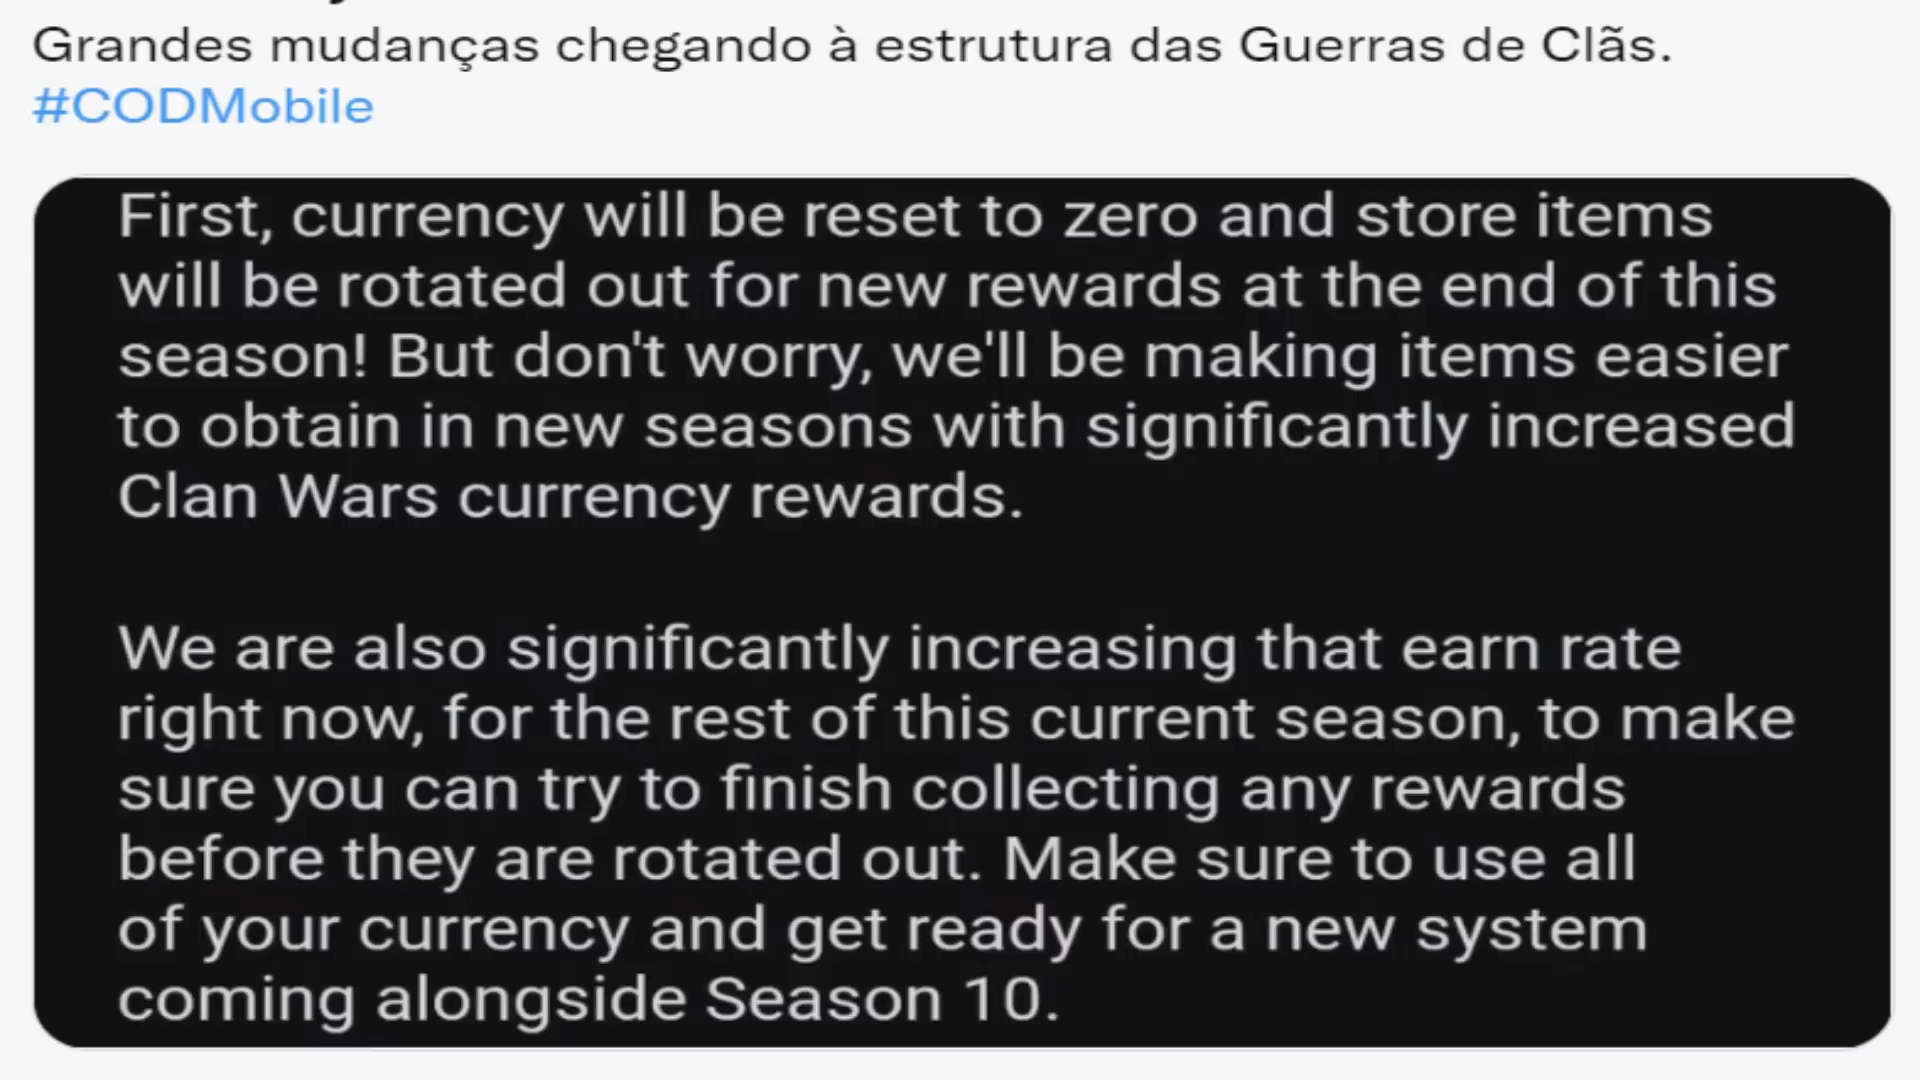 Grandes mudanças chegando à estrutura das Guerras de Clãs.
#CODMobile
First, currency will be reset to zero and store items
will be rotated out for new rewards at the end of this
season! But don't worry, we'll be making items easier
to obtain in new seasons with significantly increased
Clan Wars currency rewards.
We are also significantly increasing that earn rate
right now, for the rest of this current season, to make
sure you can try to finish collecting any rewards
before they are rotated out. Make sure to use all
of your currency and get ready for a new system
coming alongside Season 10.